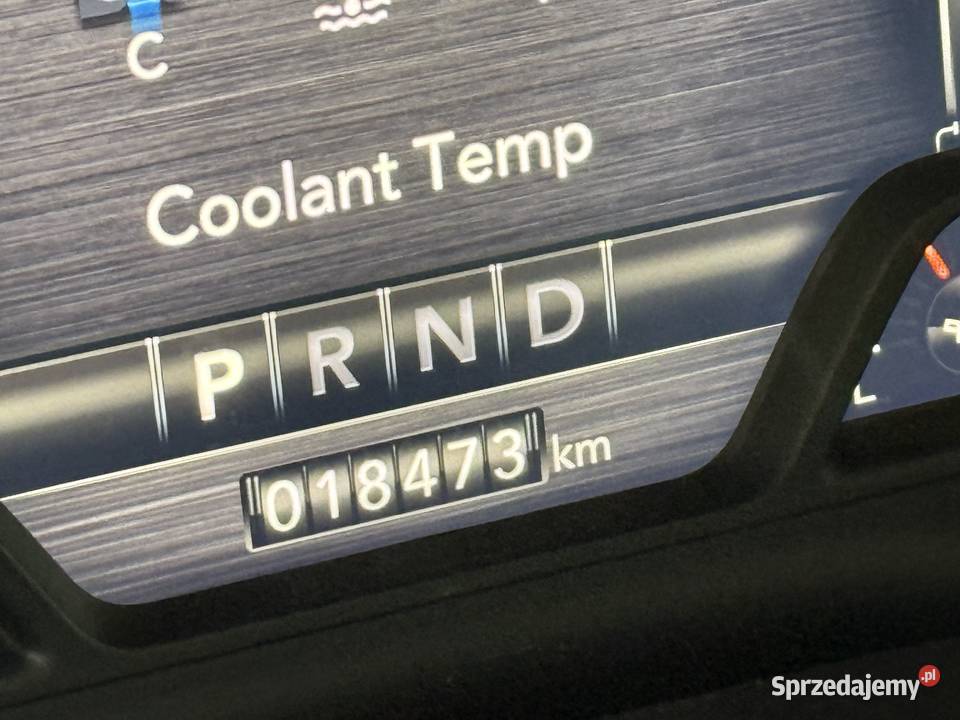 C
Coolant Temp
P R N D
018473 km
Sprzedajemy.pl